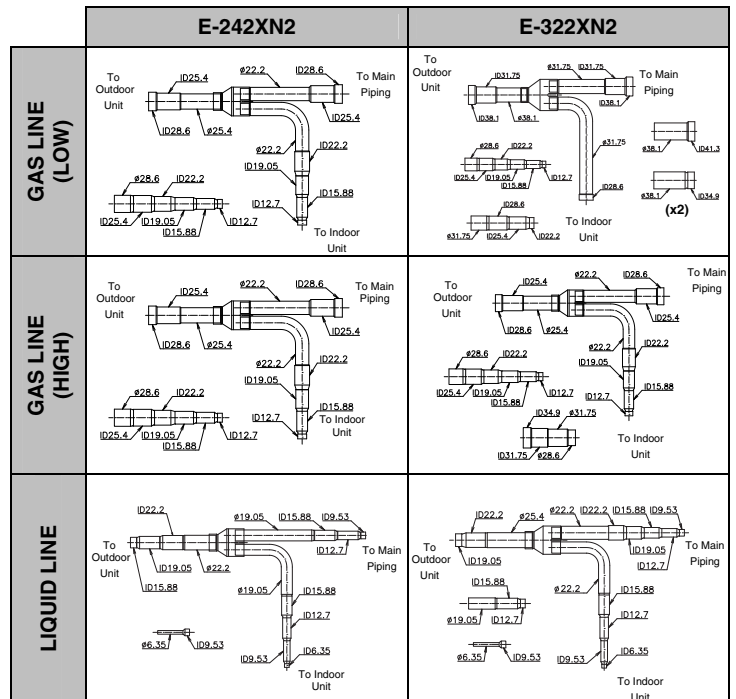 E-242XN2
E-322XN2
GAS LINE
(LOW)
To
Outdoor
Unit
ID25.4
ø22.2
ID28.6
To Main
Piping
ID28.6
ø25.4
ID25.4
ø22.2
ID22.2
ID19.05
ø28.6
ID22.2
ID12.7
ID15.88
ID25.4
ID19.05
ID15.88
ID12.7
To Indoor
Unit
To
Outdoor
Unit
ID31.75
ø31.75
ID31.75
To Main
Piping
ID38.1
ø38.1
ID38.1
ø31.75
ø38.1
ID41.3
ø28.6
ID22.2
ID25.4
ID19.05
ID15.88
ID12.7
ID28.6
ø38.1
ID34.9
(x2)
ID28.6
ø31.75
ID25.4
ID22.2
To Indoor
Unit
GAS LINE
(HIGH)
To
Outdoor
Unit
ID25.4
ø22.2
ID28.6
To Main
Piping
ID28.6
ø25.4
ID25.4
ø22.2
ID22.2
ID19.05
ø28.6
ID22.2
ID12.7
ID15.88
ID25.4
ID19.05
ID15.88
ID12.7
To Indoor
Unit
To
Outdoor
Unit
ID25.4
ø22.2
ID28.6
To Main
Piping
ID28.6
ø25.4
ID25.4
ø22.2
ID22.2
ID19.05
ø28.6
ID22.2
ID25.4
ID19.05
ID15.88
ID12.7
ID15.88
ID12.7
ID34.9
ø31.75
ID31.75
ø28.6
To Indoor
Unit
LIQUID LINE
To
Outdoor
Unit
ID22.2
ø19.05
ID15.88
ID9.53
ID12.7
To Main
Piping
ID19.05
ø22.2
ID15.88
ø19.05
ID15.88
ID12.7
ø6.35
ID9.53
ID6.35
ID9.53
To Indoor
Unit
To
Outdoor
Unit
ID22.2
ø25.4
ø22.2
ID22.2
ID15.88
ID9.53
ID19.05
ID12.7
To Main
Piping
ID19.05
ID15.88
ø22.2
ID15.88
ø19.05
ID12.7
ID12.7
ø6.35
ID9.53
ID9.53
ID6.35
To Indoor
Unit